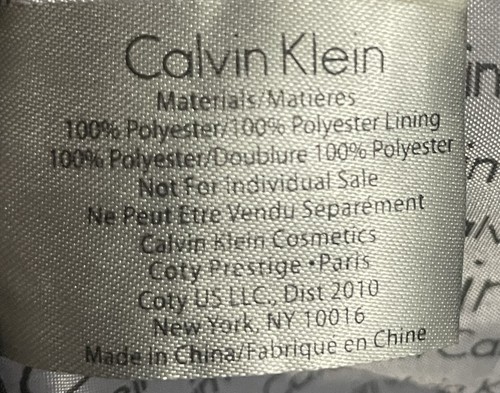 Calvin Klein
Materials/Matières
100% Polyester/100% Polyester Lining
100% Polyester/Doublure 100% Polyester
Not For Individual Sale
Ne Peut Etre Vendu Séparément
Calvin Klein Cosmetics
Coty Prestige • Paris
Coty US LLC., Dist 2010
New York, NY 10016
Made in China/Fabrique en Chine